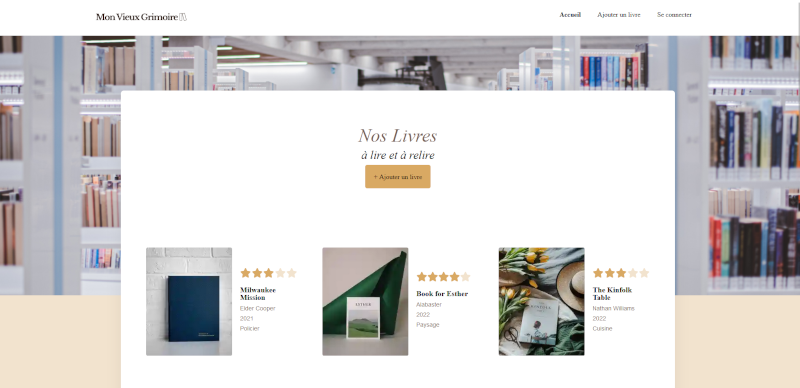 Mon Vieux Grimoire
Accueil
Ajouter un livre
Se connecter
Nos Livres
à lire et à relire
+ Ajouter un livre
Milwaukee
Mission
Elder Cooper
2021
Policier
ESTHER
Book for Esther
Alabaster
2022
Paysage
The Kinfolk
Table
Nathan Williams
2022
Cuisine